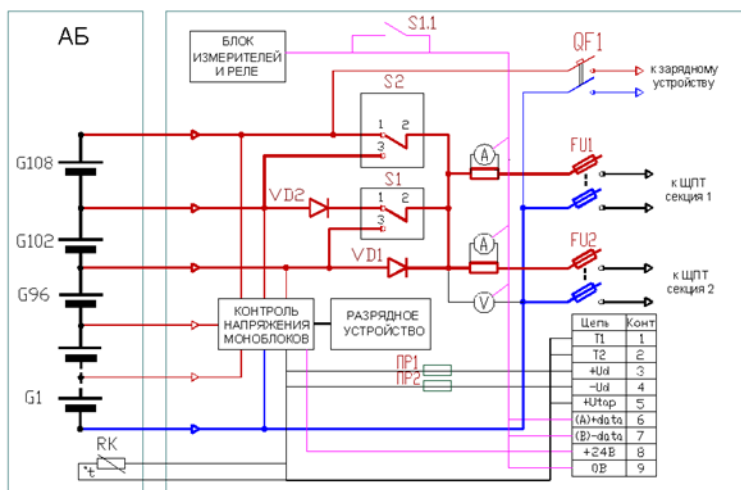 АБ
БЛОК
ИЗМЕРИТЕЛЕЙ
И РЕЛЕ
S1.1
QF1
к зарядному
устройству
S2
1 2
3
G108
A
FU1
к ЩПТ
секция 1
VD2
S1
1 2
3
G102
A
FU2
VD1
к ЩПТ
секция 2
G96
V
КОНТРОЛЬ
НАПРЯЖЕНИЯ
МОНОБЛОКОВ
РАЗРЯДНОЕ
УСТРОЙСТВО
Цепь Конт
T1 1
T2 2
ПР1
+Ud 3
ПР2
-Ud 4
G1
+Uтор 5
(A)+data 6
(B)-data 7
+24В 8
0В 9
RK
°t